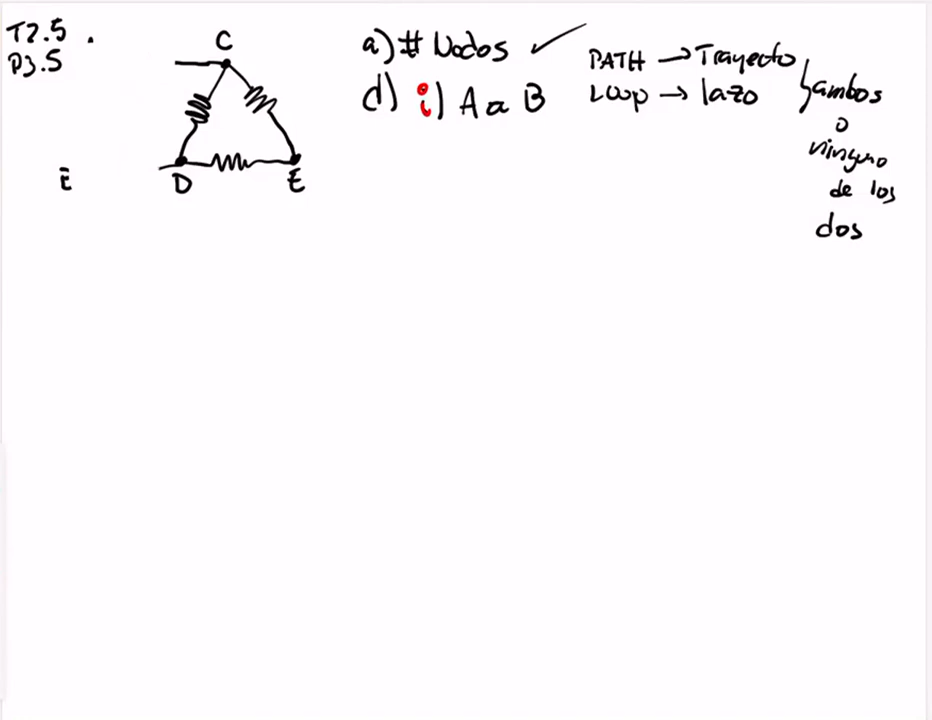 T2.5 .
P3.5
C
D
E
E
a) # Nodos
d) i) A a B
PATH → Trayecto
Loop → lazo
ambos
o
ninguno
de los
dos